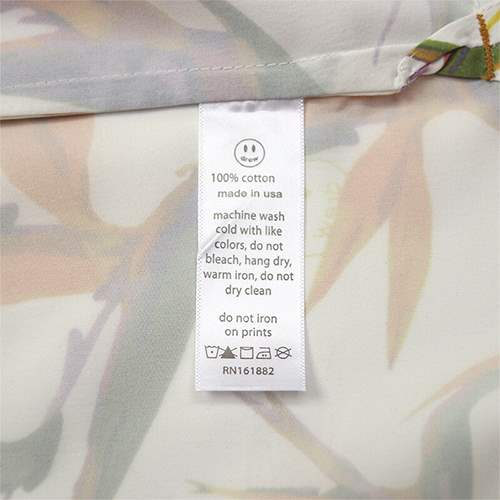 drew
100% cotton
made in usa
machine wash
cold with like
colors, do not
bleach, hang dry,
warm iron, do not
dry clean
do not iron
on prints
RN161882